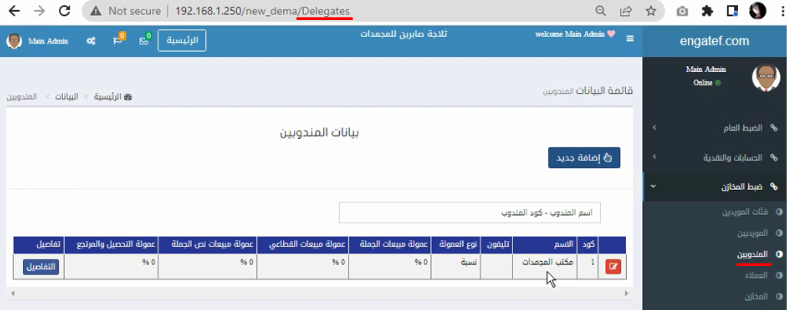 Not secure | 192.168.1.250/new_dema/Delegates
engatef.com
welcome Main Admin
ثلاجة صابرين للمجمدات
الرئيسية
0
0
Main Admin
Main Admin
Online
قائمة البيانات المندوبين
الرئيسية > البيانات > المندوبين
الضبط العام
الحسابات والنقدية
ضبط المخازن
فئات الموردين
الموردين
المندوبين
العملاء
المخازن
بيانات المندوبين
إضافة جديد
اسم المندوب - كود المندوب
كود الاسم تليفون نوع العمولة عمولة مبيعات الجملة عمولة مبيعات القطاعي عمولة مبيعات نص الجملة عمولة التحصيل والمرتجع تفاصيل
1 مكتب المجمدات نسبة 0 % 0 % 0 % 0 % التفاصيل